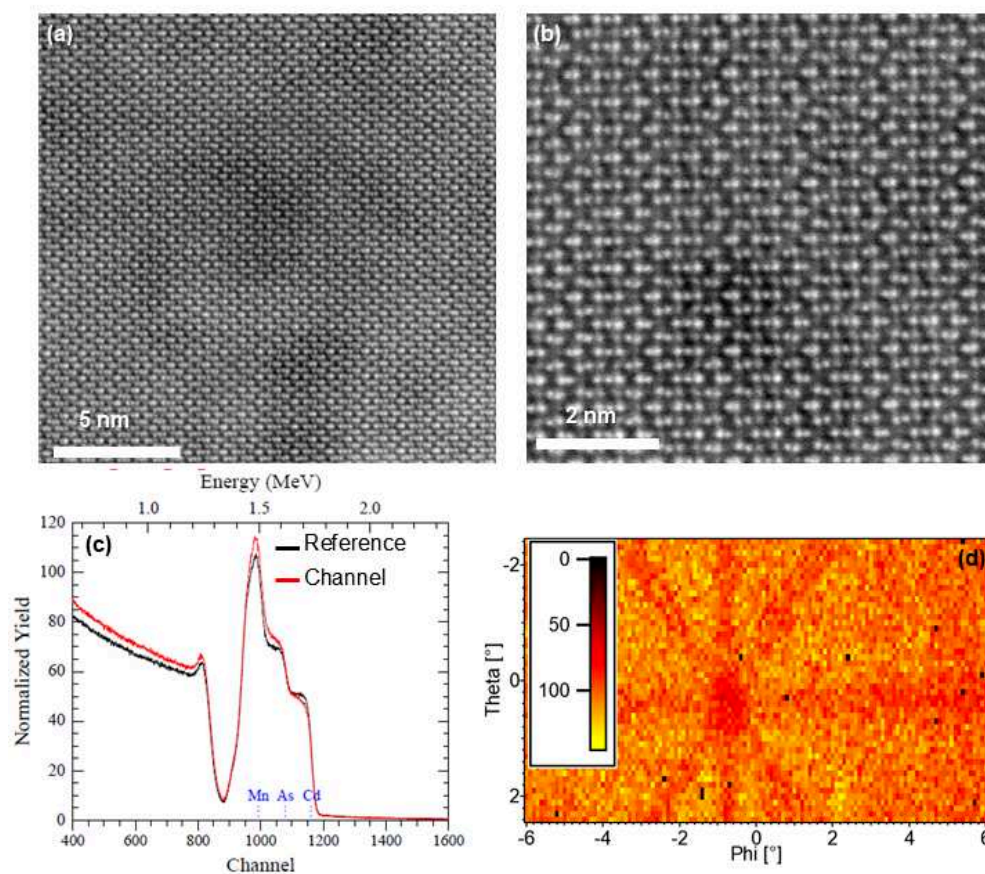 (a)
5 nm
(b)
2 nm
Energy (MeV)
1.0 1.5 2.0
120
100
80
60
40
20
0
Normalized Yield
(c)
Reference
Channel
Mn As Cd
400 600 800 1000 1200 1400 1600
Channel
(d)
0
50
100
-2
0
2
Theta [°]
-6 -4 -2 0 2 4 6
Phi [°]